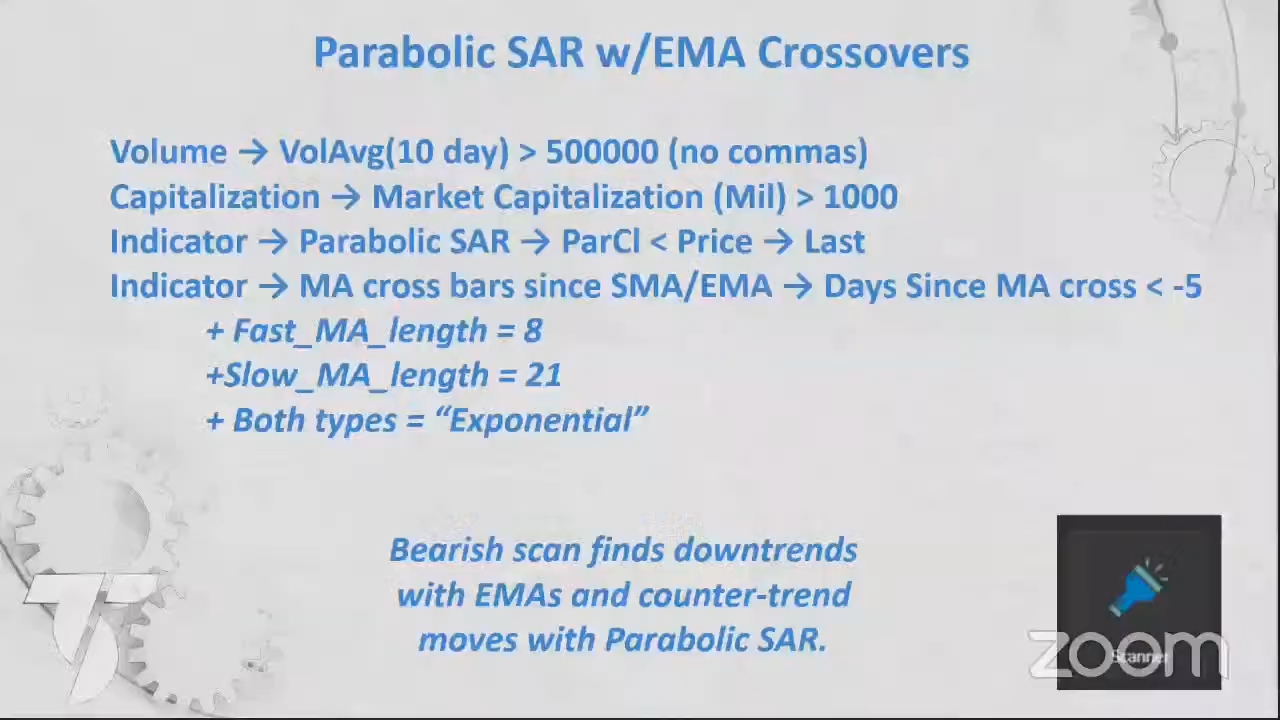 Parabolic SAR w/EMA Crossovers
Volume → VolAvg(10 day) > 500000 (no commas)
Capitalization → Market Capitalization (Mil) > 1000
Indicator → Parabolic SAR → ParCl < Price → Last
Indicator → MA cross bars since SMA/EMA → Days Since MA cross < -5
+ Fast_MA_length = 8
+Slow_MA_length = 21
+ Both types = “Exponential”
Bearish scan finds downtrends
with EMAs and counter-trend
moves with Parabolic SAR.
zoom
Scanner